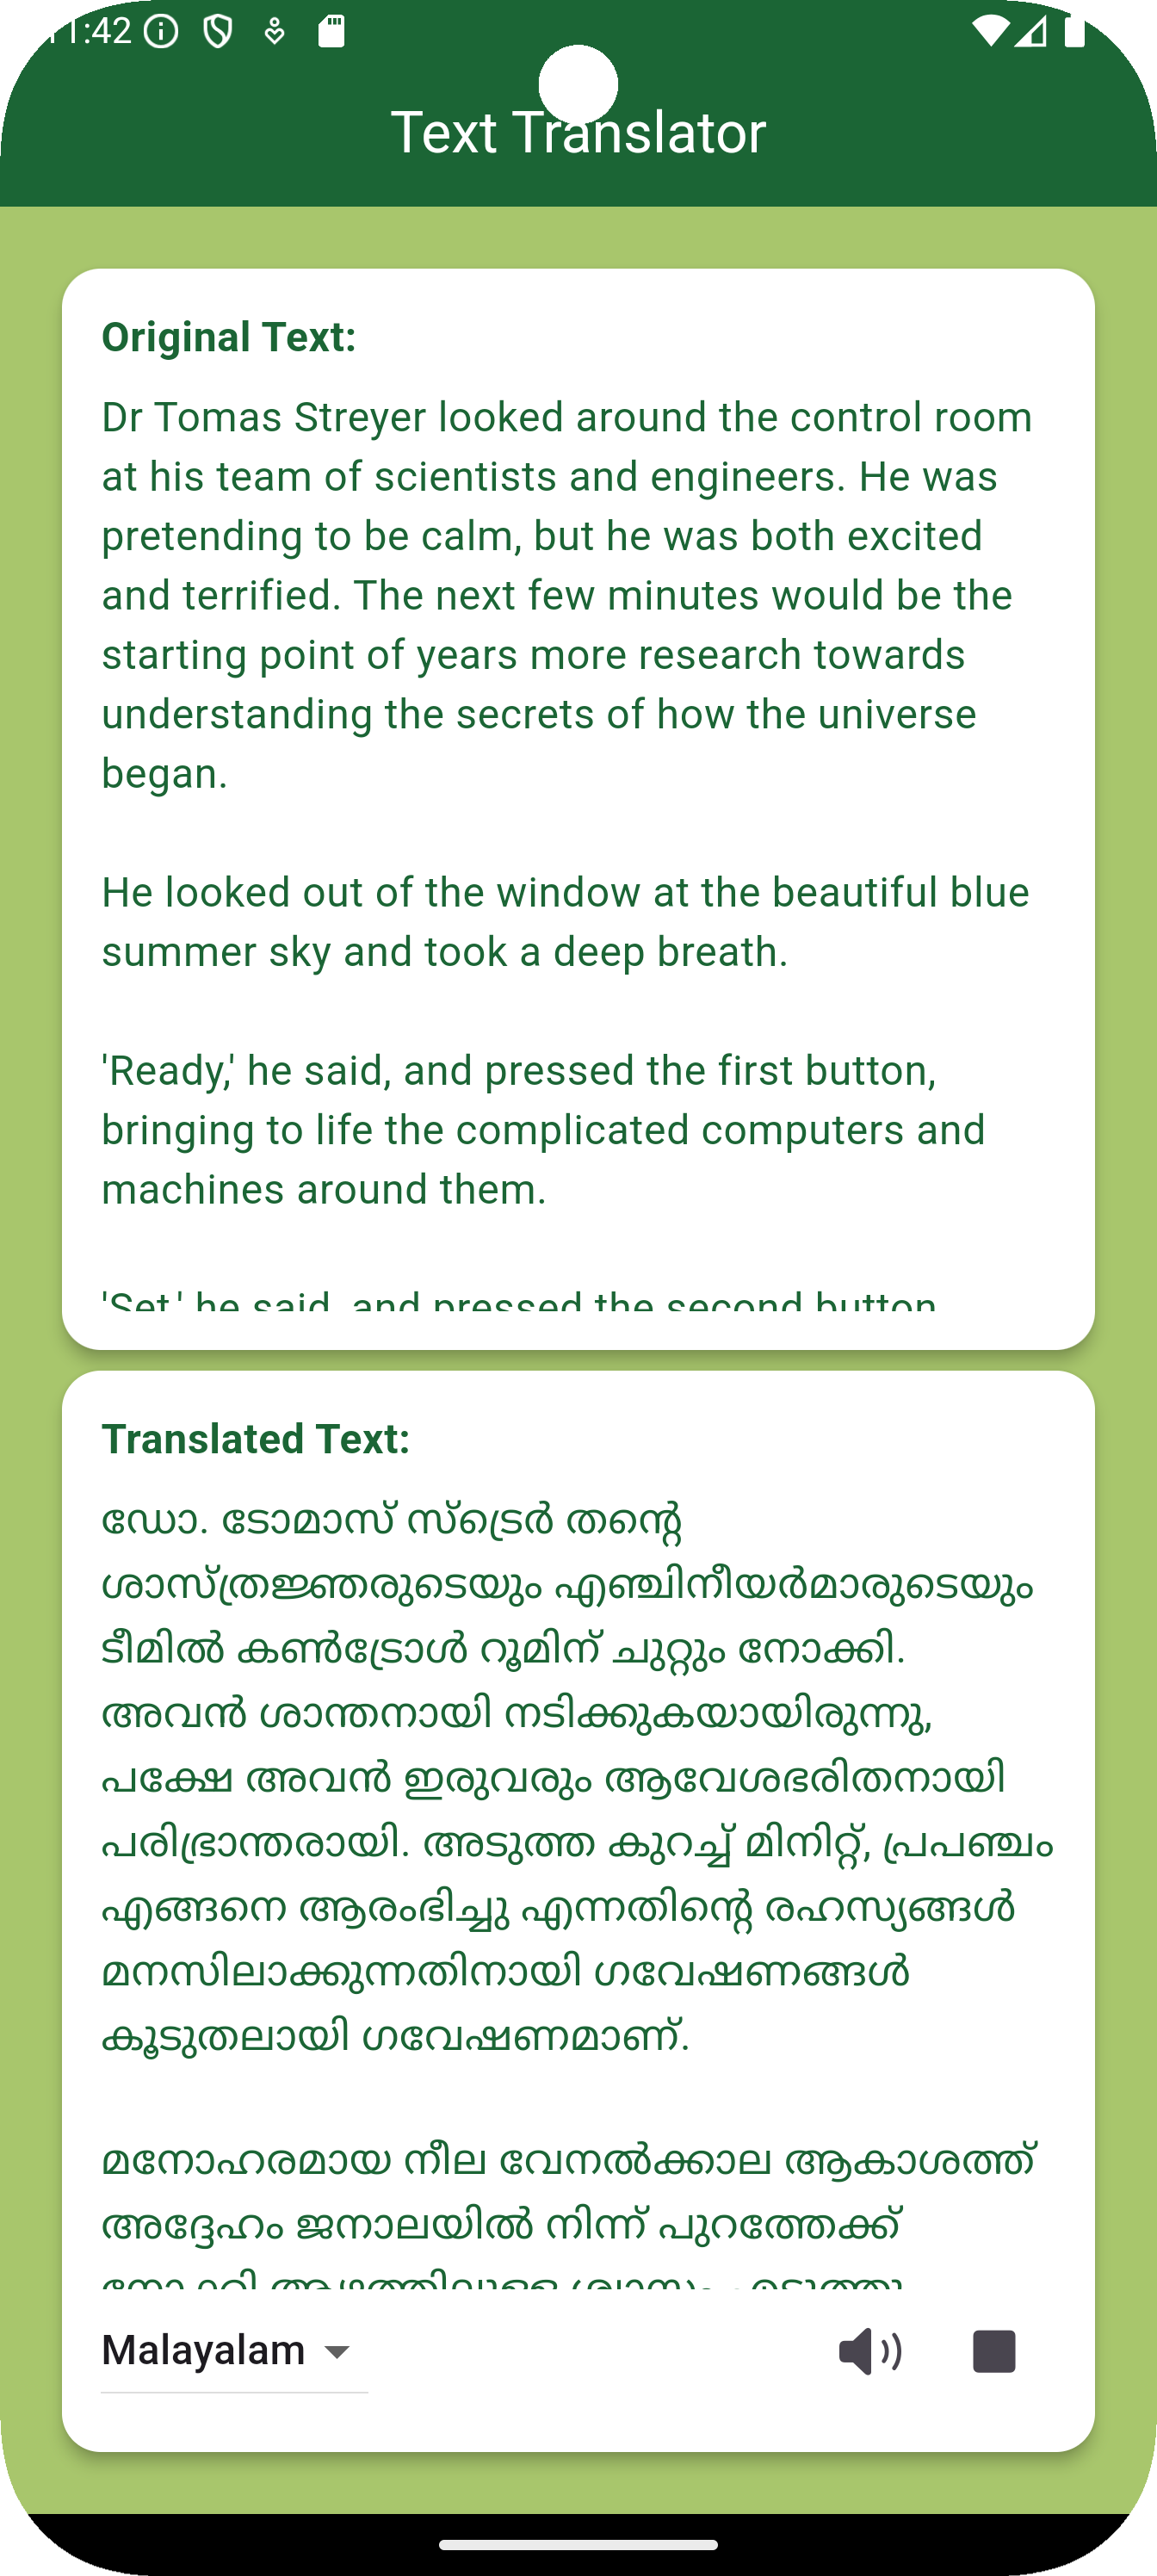 11:42
Text Translator
Original Text:
Dr Tomas Streyer looked around the control room
at his team of scientists and engineers. He was
pretending to be calm, but he was both excited
and terrified. The next few minutes would be the
starting point of years more research towards
understanding the secrets of how the universe
began.
He looked out of the window at the beautiful blue
summer sky and took a deep breath.
'Ready,' he said, and pressed the first button,
bringing to life the complicated computers and
machines around them.
'Set,' he said, and pressed the second button
Translated Text:
ഡോ. ടോമാസ് സ്ട്രെർ തന്റെ
ശാസ്ത്രജ്ഞരുടെയും എഞ്ചിനീയർമാരുടെയും
ടീമിൽ കൺട്രോൾ റൂമിന് ചുറ്റും നോക്കി.
അവൻ ശാന്തനായി നടിക്കുകയായിരുന്നു,
പക്ഷേ അവൻ ഇരുവരും ആവേശഭരിതനായി
പരിഭ്രാന്തരായി. അടുത്ത കുറച്ച് മിനിറ്റ്, പ്രപഞ്ചം
എങ്ങനെ ആരംഭിച്ചു എന്നതിന്റെ രഹസ്യങ്ങൾ
മനസിലാക്കുന്നതിനായി ഗവേഷണങ്ങൾ
കൂടുതലായി ഗവേഷണമാണ്.
മനോഹരമായ നീല വേനൽക്കാല ആകാശത്ത്
അദ്ദേഹം ജനാലയിൽ നിന്ന് പുറത്തേക്ക്
Malayalam